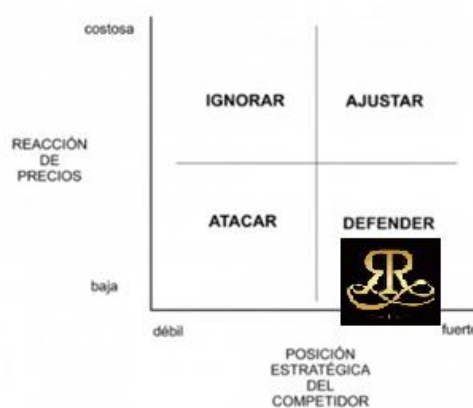 costosa
IGNORAR
AJUSTAR
REACCIÓN
DE
PRECIOS
ATACAR
DEFENDER
baja
débil
fuerte
POSICIÓN
ESTRATÉGICA
DEL
COMPETIDOR